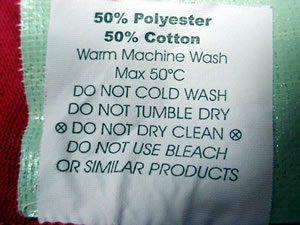 50% Polyester
50% Cotton
Warm Machine Wash
Max 50°C
DO NOT COLD WASH
DO NOT TUMBLE DRY
⊗ DO NOT DRY CLEAN ⊗
DO NOT USE BLEACH
OR SIMILAR PRODUCTS